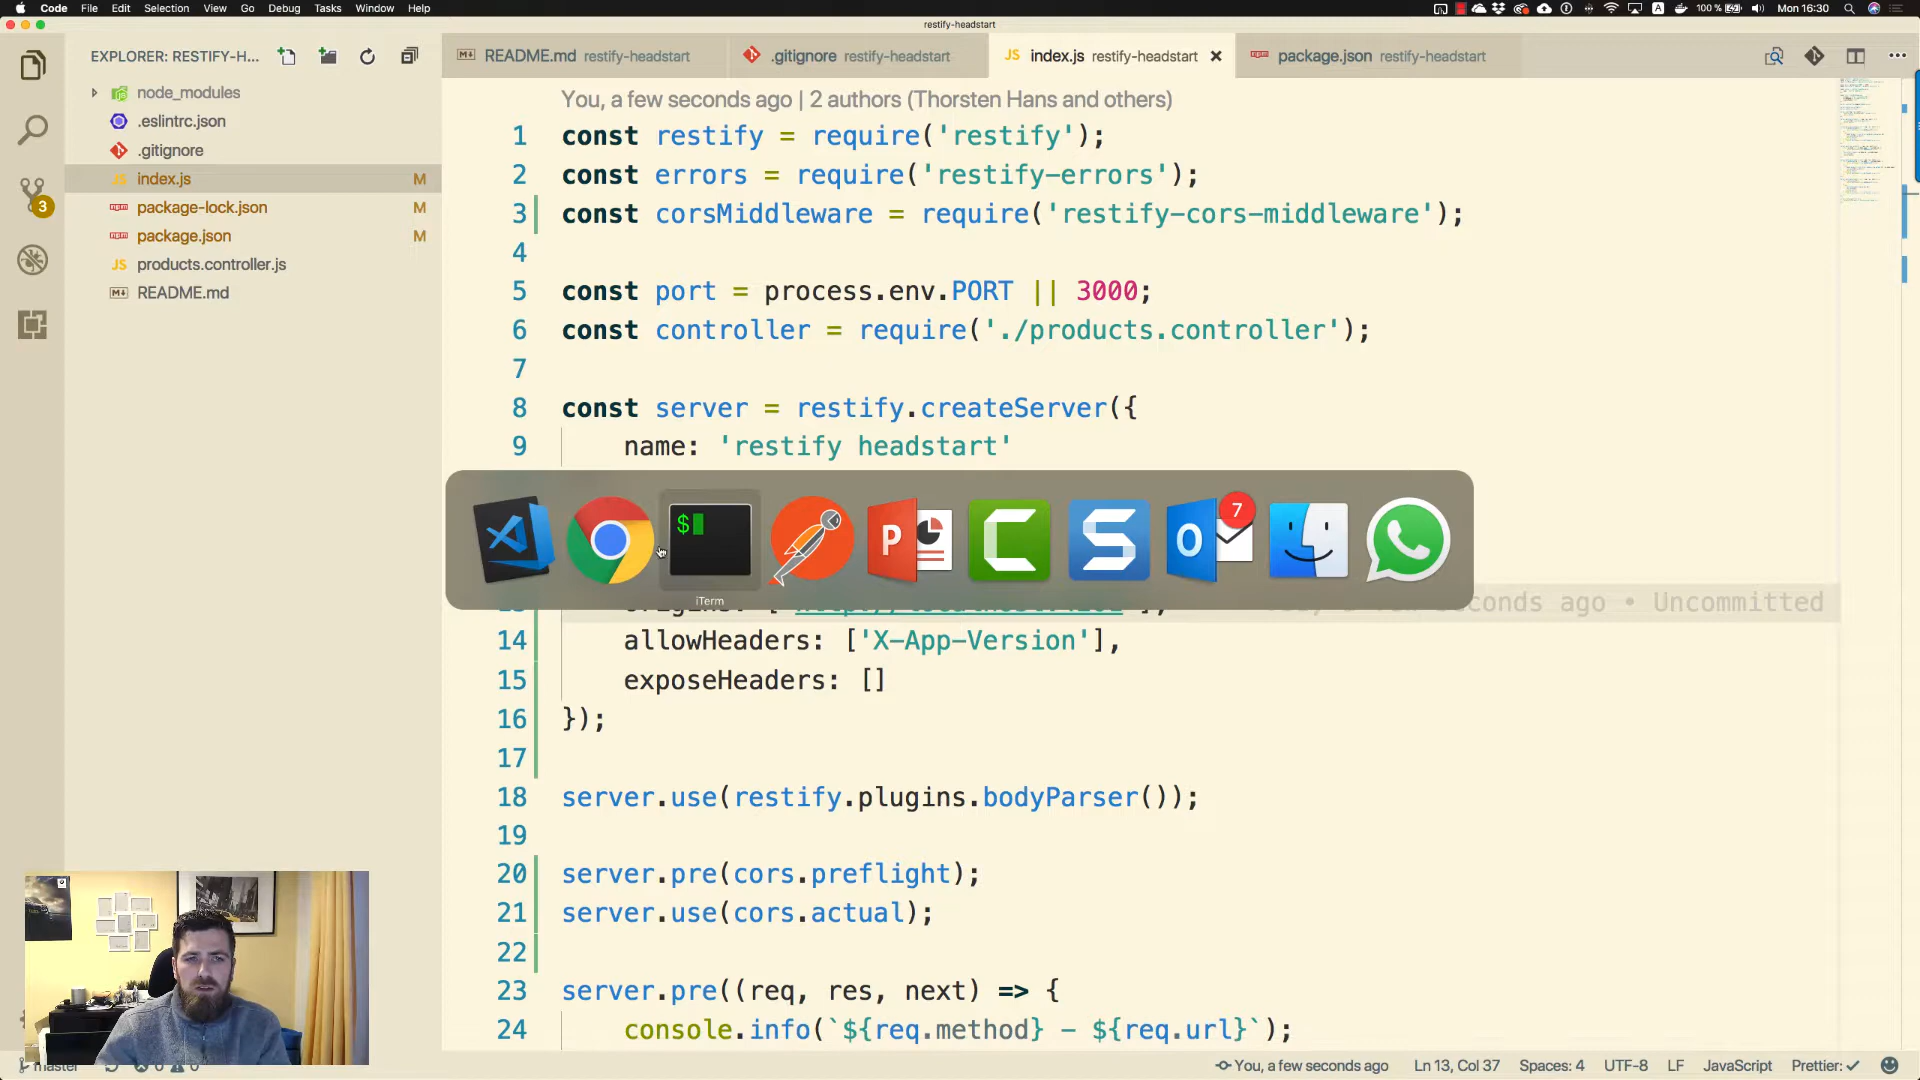 Code File Edit Selection View Go Debug Tasks Window Help
100 % Mon 16:30
restify-headstart
EXPLORER: RESTIFY-H...
README.md restify-headstart
.gitignore restify-headstart
JS index.js restify-headstart
package.json restify-headstart
node_modules
.eslintrc.json
.gitignore
JS index.js M
package-lock.json M
package.json M
JS products.controller.js
README.md
3
You, a few seconds ago | 2 authors (Thorsten Hans and others)
1 const restify = require('restify');
2 const errors = require('restify-errors');
3 const corsMiddleware = require('restify-cors-middleware');
4
5 const port = process.env.PORT || 3000;
6 const controller = require('./products.controller');
7
8 const server = restify.createServer({
9 name: 'restify headstart'
$
P
C
S
O
7
iTerm
seconds ago • Uncommitted
14 allowHeaders: ['X-App-Version'],
15 exposeHeaders: []
16 });
17
18 server.use(restify.plugins.bodyParser());
19
20 server.pre(cors.preflight);
21 server.use(cors.actual);
22
23 server.pre((req, res, next) => {
24 console.info(`${req.method} - ${req.url}`);
master
You, a few seconds ago Ln 13, Col 37 Spaces: 4 UTF-8 LF JavaScript Prettier: ✓